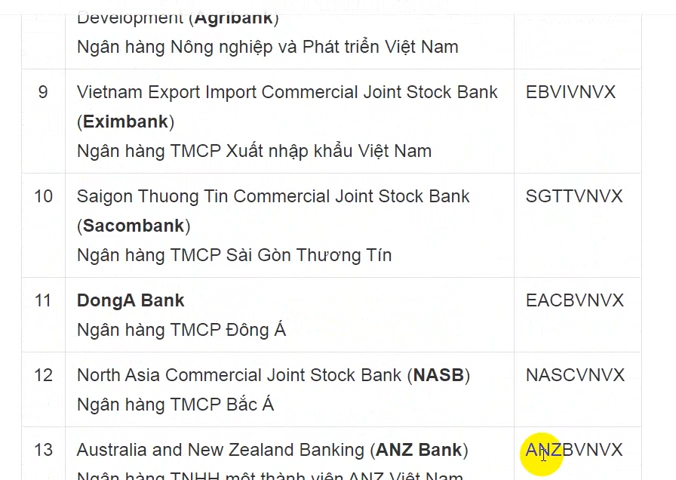 Development (Agribank)
Ngân hàng Nông nghiệp và Phát triển Việt Nam
9 Vietnam Export Import Commercial Joint Stock Bank EBVIVNVX
(Eximbank)
Ngân hàng TMCP Xuất nhập khẩu Việt Nam
10 Saigon Thuong Tin Commercial Joint Stock Bank SGTTVNVX
(Sacombank)
Ngân hàng TMCP Sài Gòn Thương Tín
11 DongA Bank EACBVNVX
Ngân hàng TMCP Đông Á
12 North Asia Commercial Joint Stock Bank (NASB) NASCVNVX
Ngân hàng TMCP Bắc Á
13 Australia and New Zealand Banking (ANZ Bank) ANZBVNVX
Ngân hàng TNHH một thành viên ANZ Việt Nam